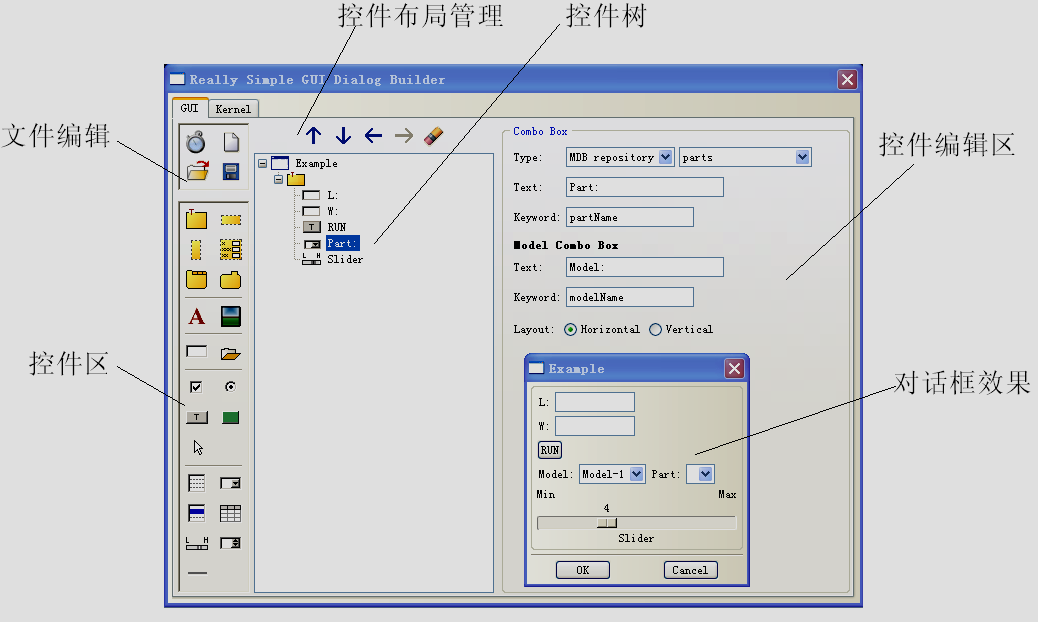 控件布局管理
控件树
Really Simple GUI Dialog Builder
GUI
Kernel
文件编辑
控件编辑区
控件区
对话框效果
Example
L:
W:
T
RUN
Part:
L H
Slider
A
T
L H
Combo Box
Type: MDB repository parts
Text: Part:
Keyword: partName
Model Combo Box
Text: Model:
Keyword: modelName
Layout: Horizontal Vertical
Example
L:
W:
RUN
Model: Model-1 Part:
Min Max
4
Slider
OK Cancel